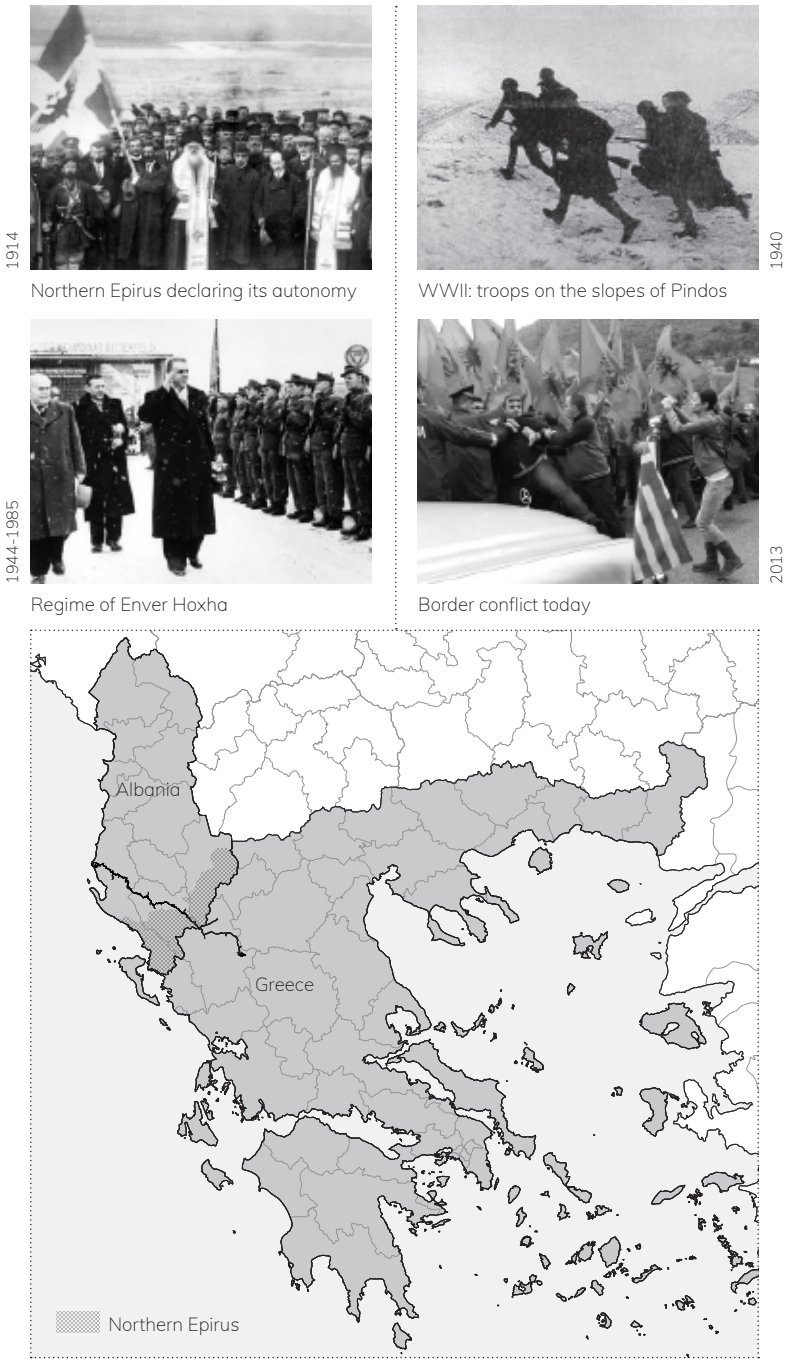 1914
Northern Epirus declaring its autonomy
1940
WWII: troops on the slopes of Pindos
1944-1985
Regime of Enver Hoxha
2013
Border conflict today
Albania
Greece
Northern Epirus